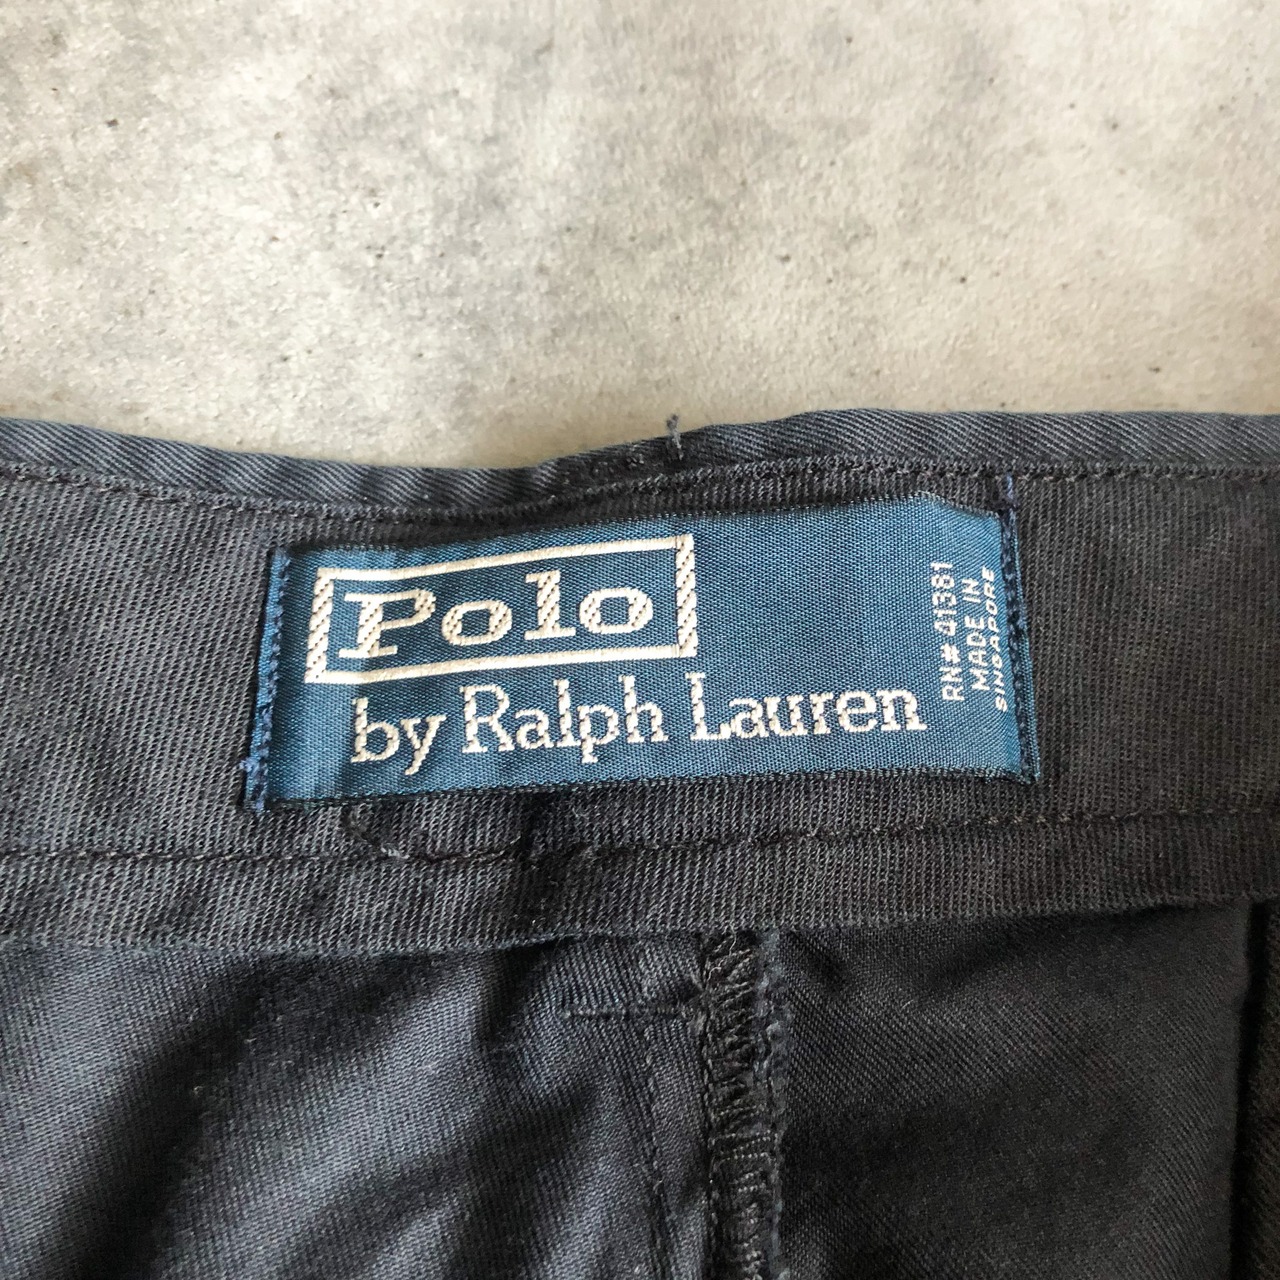 Polo
by Ralph Lauren
RN# 41381
MADE IN
SINGAPORE